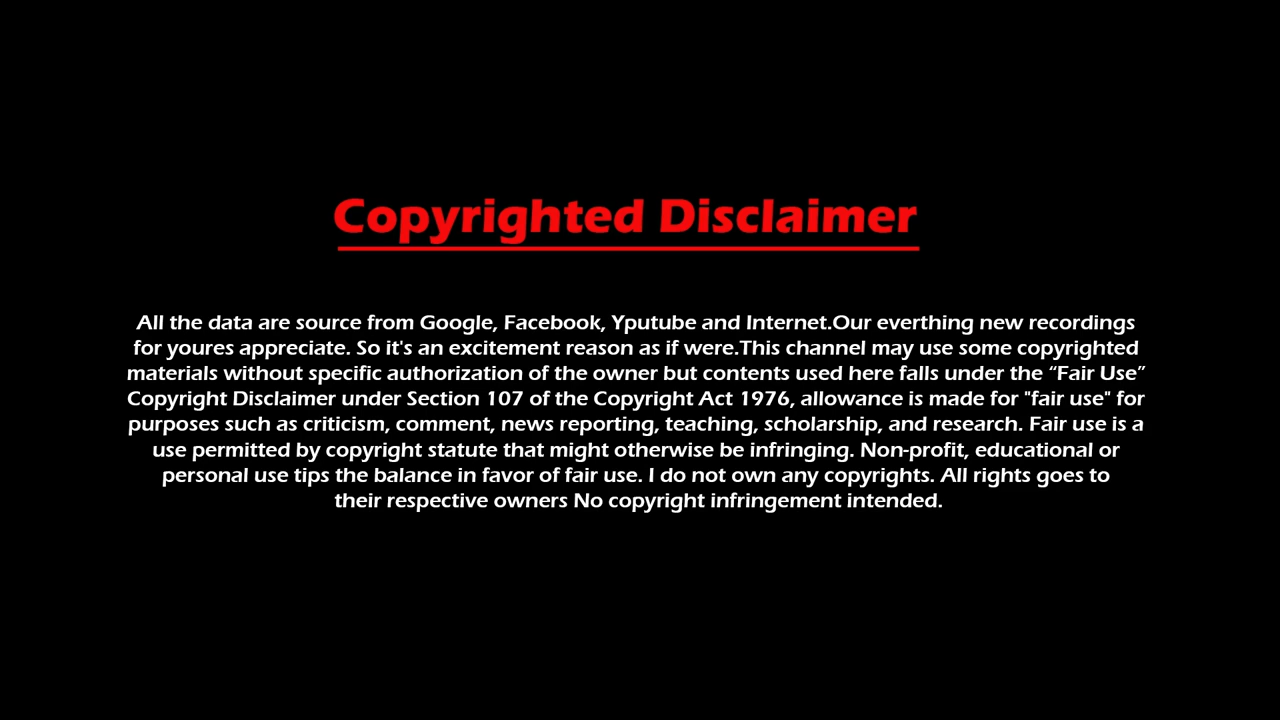 Copyrighted Disclaimer
All the data are source from Google, Facebook, Yputube and Internet.Our everthing new recordings
for youres appreciate. So it's an excitement reason as if were.This channel may use some copyrighted
materials without specific authorization of the owner but contents used here falls under the “Fair Use”
Copyright Disclaimer under Section 107 of the Copyright Act 1976, allowance is made for "fair use" for
purposes such as criticism, comment, news reporting, teaching, scholarship, and research. Fair use is a
use permitted by copyright statute that might otherwise be infringing. Non-profit, educational or
personal use tips the balance in favor of fair use. I do not own any copyrights. All rights goes to
their respective owners No copyright infringement intended.